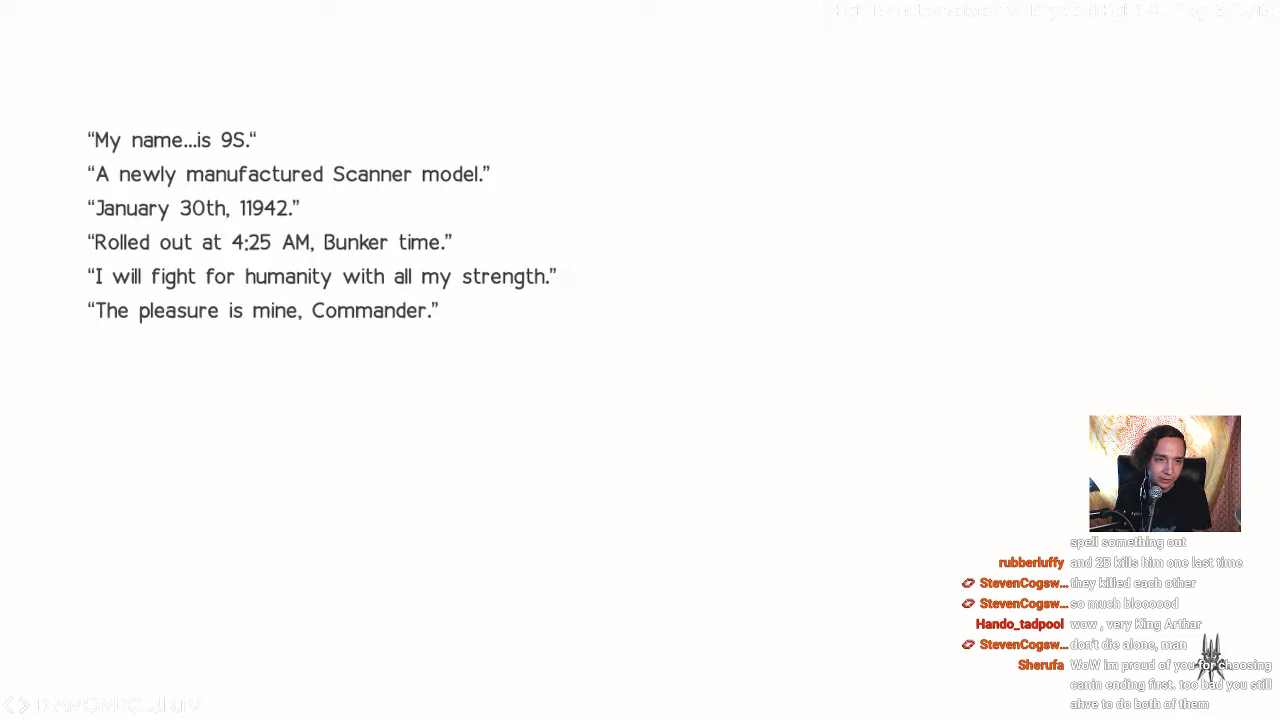 “My name...is 9S.“
“A newly manufactured Scanner model.”
“January 30th, 11942.”
“Rolled out at 4:25 AM, Bunker time.”
“I will fight for humanity with all my strength.”
“The pleasure is mine, Commander.”
spell something out
rubberluffy and 2B kills him one last time
StevenCogsw... they killed each other
StevenCogsw... so much bloooood
Hando_tadpool wow , very King Arthar
StevenCogsw... don't die alone, man
Sherufa WoW im proud of you for choosing
canin ending first. too bad you still
ahve to do both of them
DIAMONDCLUB.TV